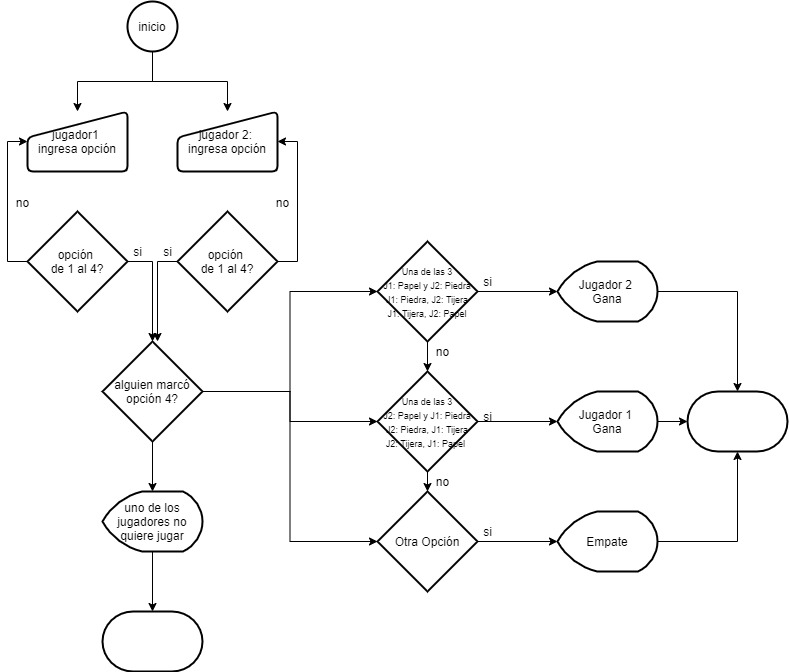 inicio
jugador1
ingresa opción
jugador 2:
ingresa opción
no
no
opción
de 1 al 4?
si
si
opción
de 1 al 4?
Una de las 3
J1: Papel y J2: Piedra
J1: Piedra, J2: Tijera
J1: Tijera, J2: Papel
si
Jugador 2
Gana
no
alguien marcó
opción 4?
Una de las 3
J2: Papel y J1: Piedra
J2: Piedra, J1: Tijera
J2: Tijera, J1: Papel
si
Jugador 1
Gana
no
uno de los
jugadores no
quiere jugar
Otra Opción
si
Empate